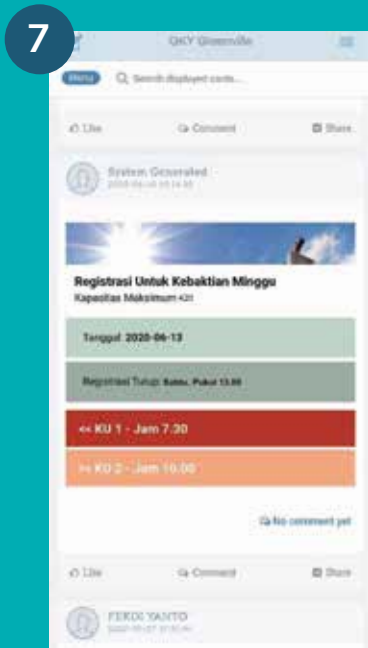 7
GKY Greenville
Menu
Search displayed cards...
Like Comment Share
System Generated
Registrasi Untuk Kebaktian Minggu
Kapasitas Maksimum
Tanggal: 2020-06-13
Registrasi Tutup: Sabtu, Pukul 13.00
<< KU 1 - Jam 7.30
>> KU 2 - Jam 10.00
No comment yet
Like Comment Share
FERDI YANTO